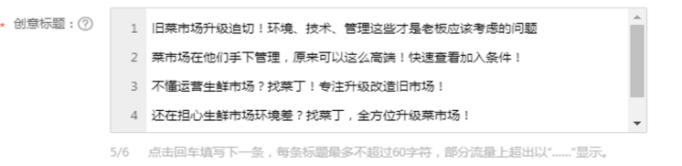 * 创意标题：?
1 旧菜市场升级迫切！环境、技术、管理这些才是老板应该考虑的问题
2 菜市场在他们手下管理，原来可以这么高端！快速查看加入条件！
3 不懂运营生鲜市场？找菜丁！专注升级改造旧市场！
4 还在担心生鲜市场环境差？找菜丁，全方位升级菜市场！
5/6 点击回车填写下一条，每条标题最多不超过60字符，部分流量上超出以“......”显示。